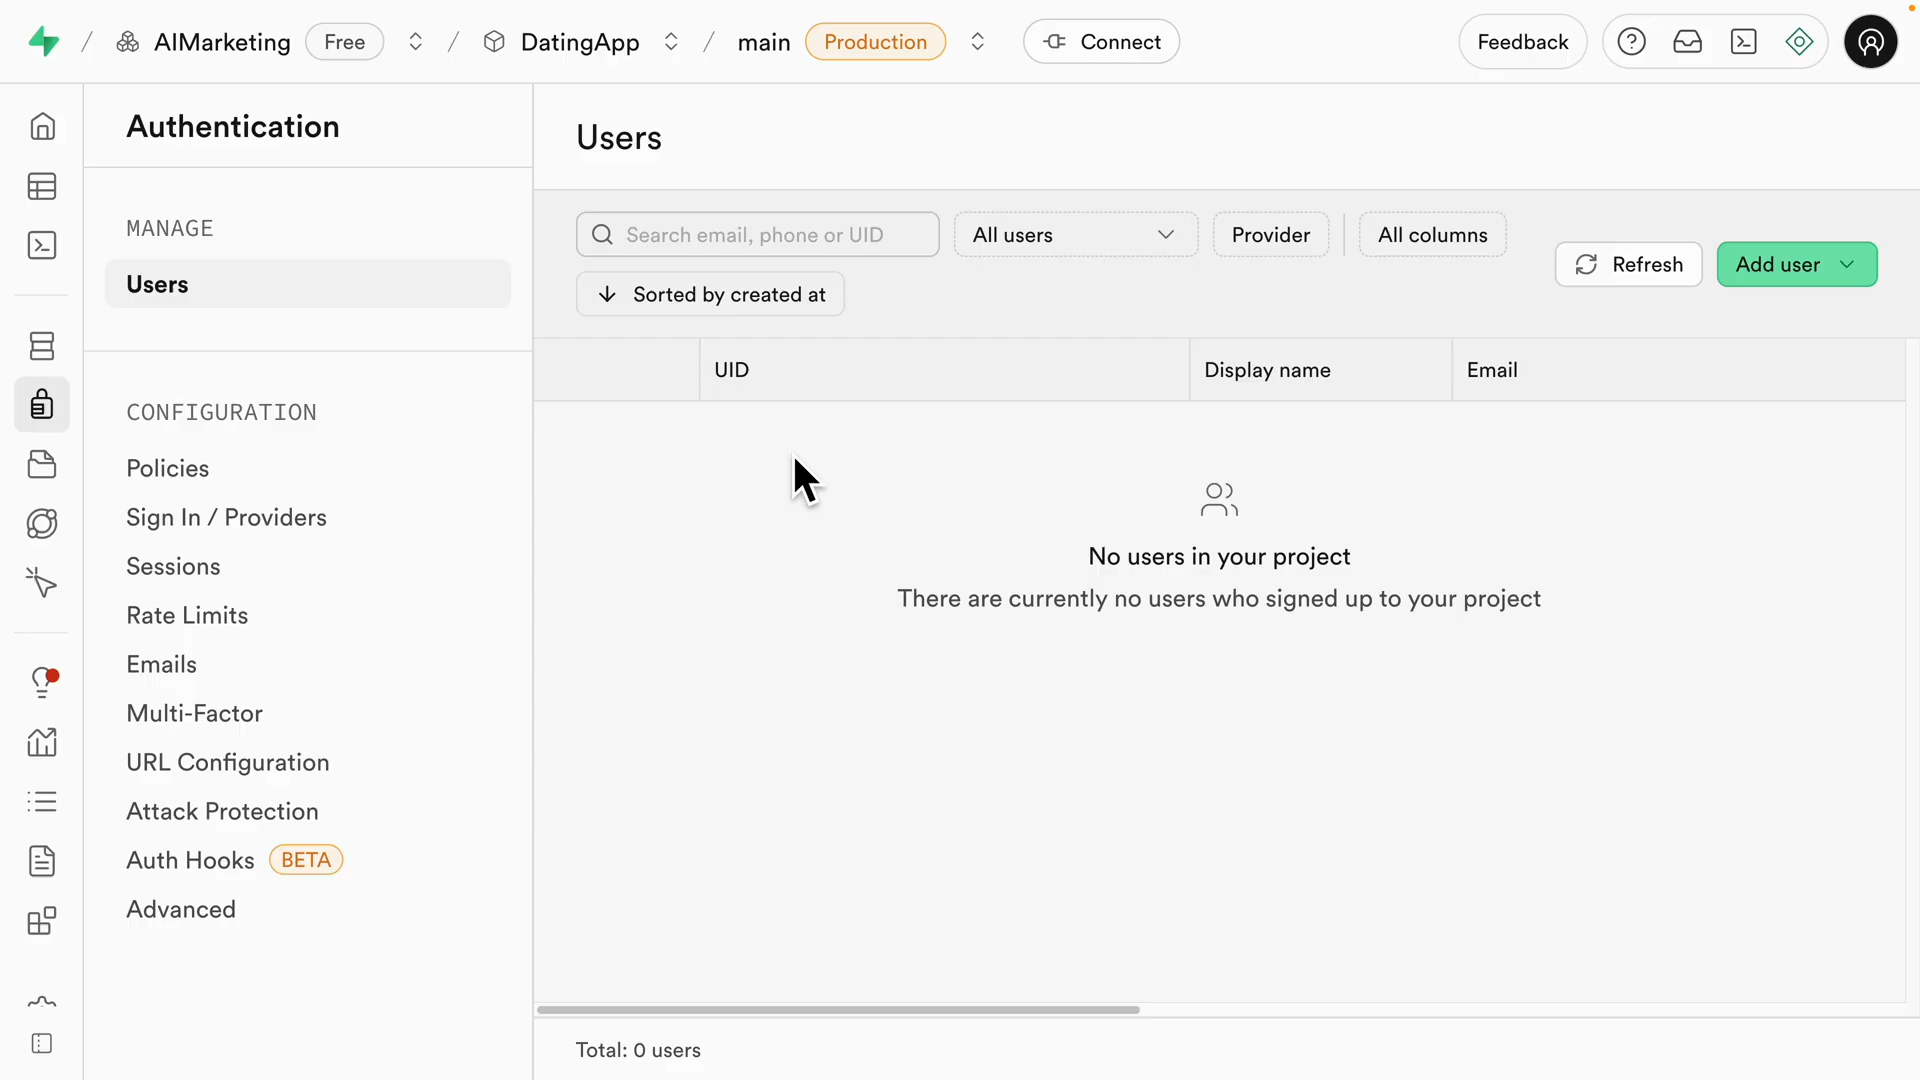 AIMarketing Free DatingApp main Production Connect Feedback
Authentication
MANAGE
Users
CONFIGURATION
Policies
Sign In / Providers
Sessions
Rate Limits
Emails
Multi-Factor
URL Configuration
Attack Protection
Auth Hooks BETA
Advanced
Users
Search email, phone or UID All users Provider All columns
Sorted by created at
Refresh Add user
UID Display name Email
No users in your project
There are currently no users who signed up to your project
Total: 0 users